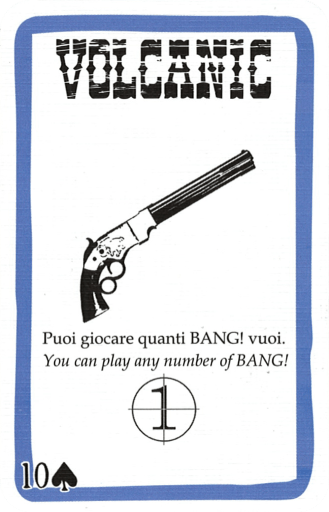 VOLCANIC
Puoi giocare quanti BANG! vuoi.
You can play any number of BANG!
1
10♠